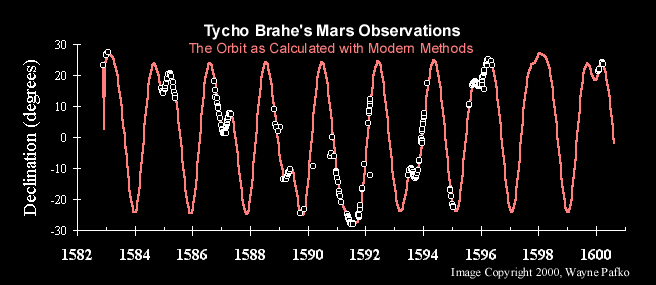 Tycho Brahe's Mars Observations
The Orbit as Calculated with Modern Methods
Declination (degrees)
30
20
10
0
-10
-20
-30
1582 1584 1586 1588 1590 1592 1594 1596 1598 1600
Image Copyright 2000, Wayne Pafko